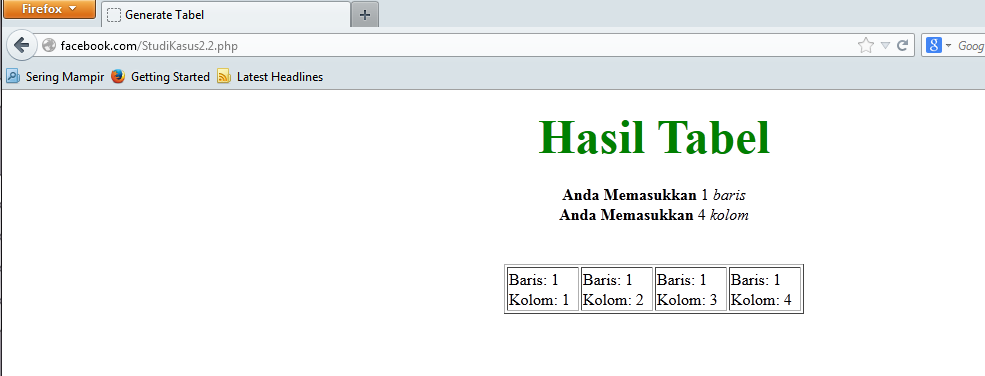 Firefox
Generate Tabel
facebook.com/StudiKasus2.2.php
Goog
Sering Mampir Getting Started Latest Headlines
Hasil Tabel
Anda Memasukkan 1 baris
Anda Memasukkan 4 kolom
Baris: 1 Baris: 1 Baris: 1 Baris: 1
Kolom: 1 Kolom: 2 Kolom: 3 Kolom: 4